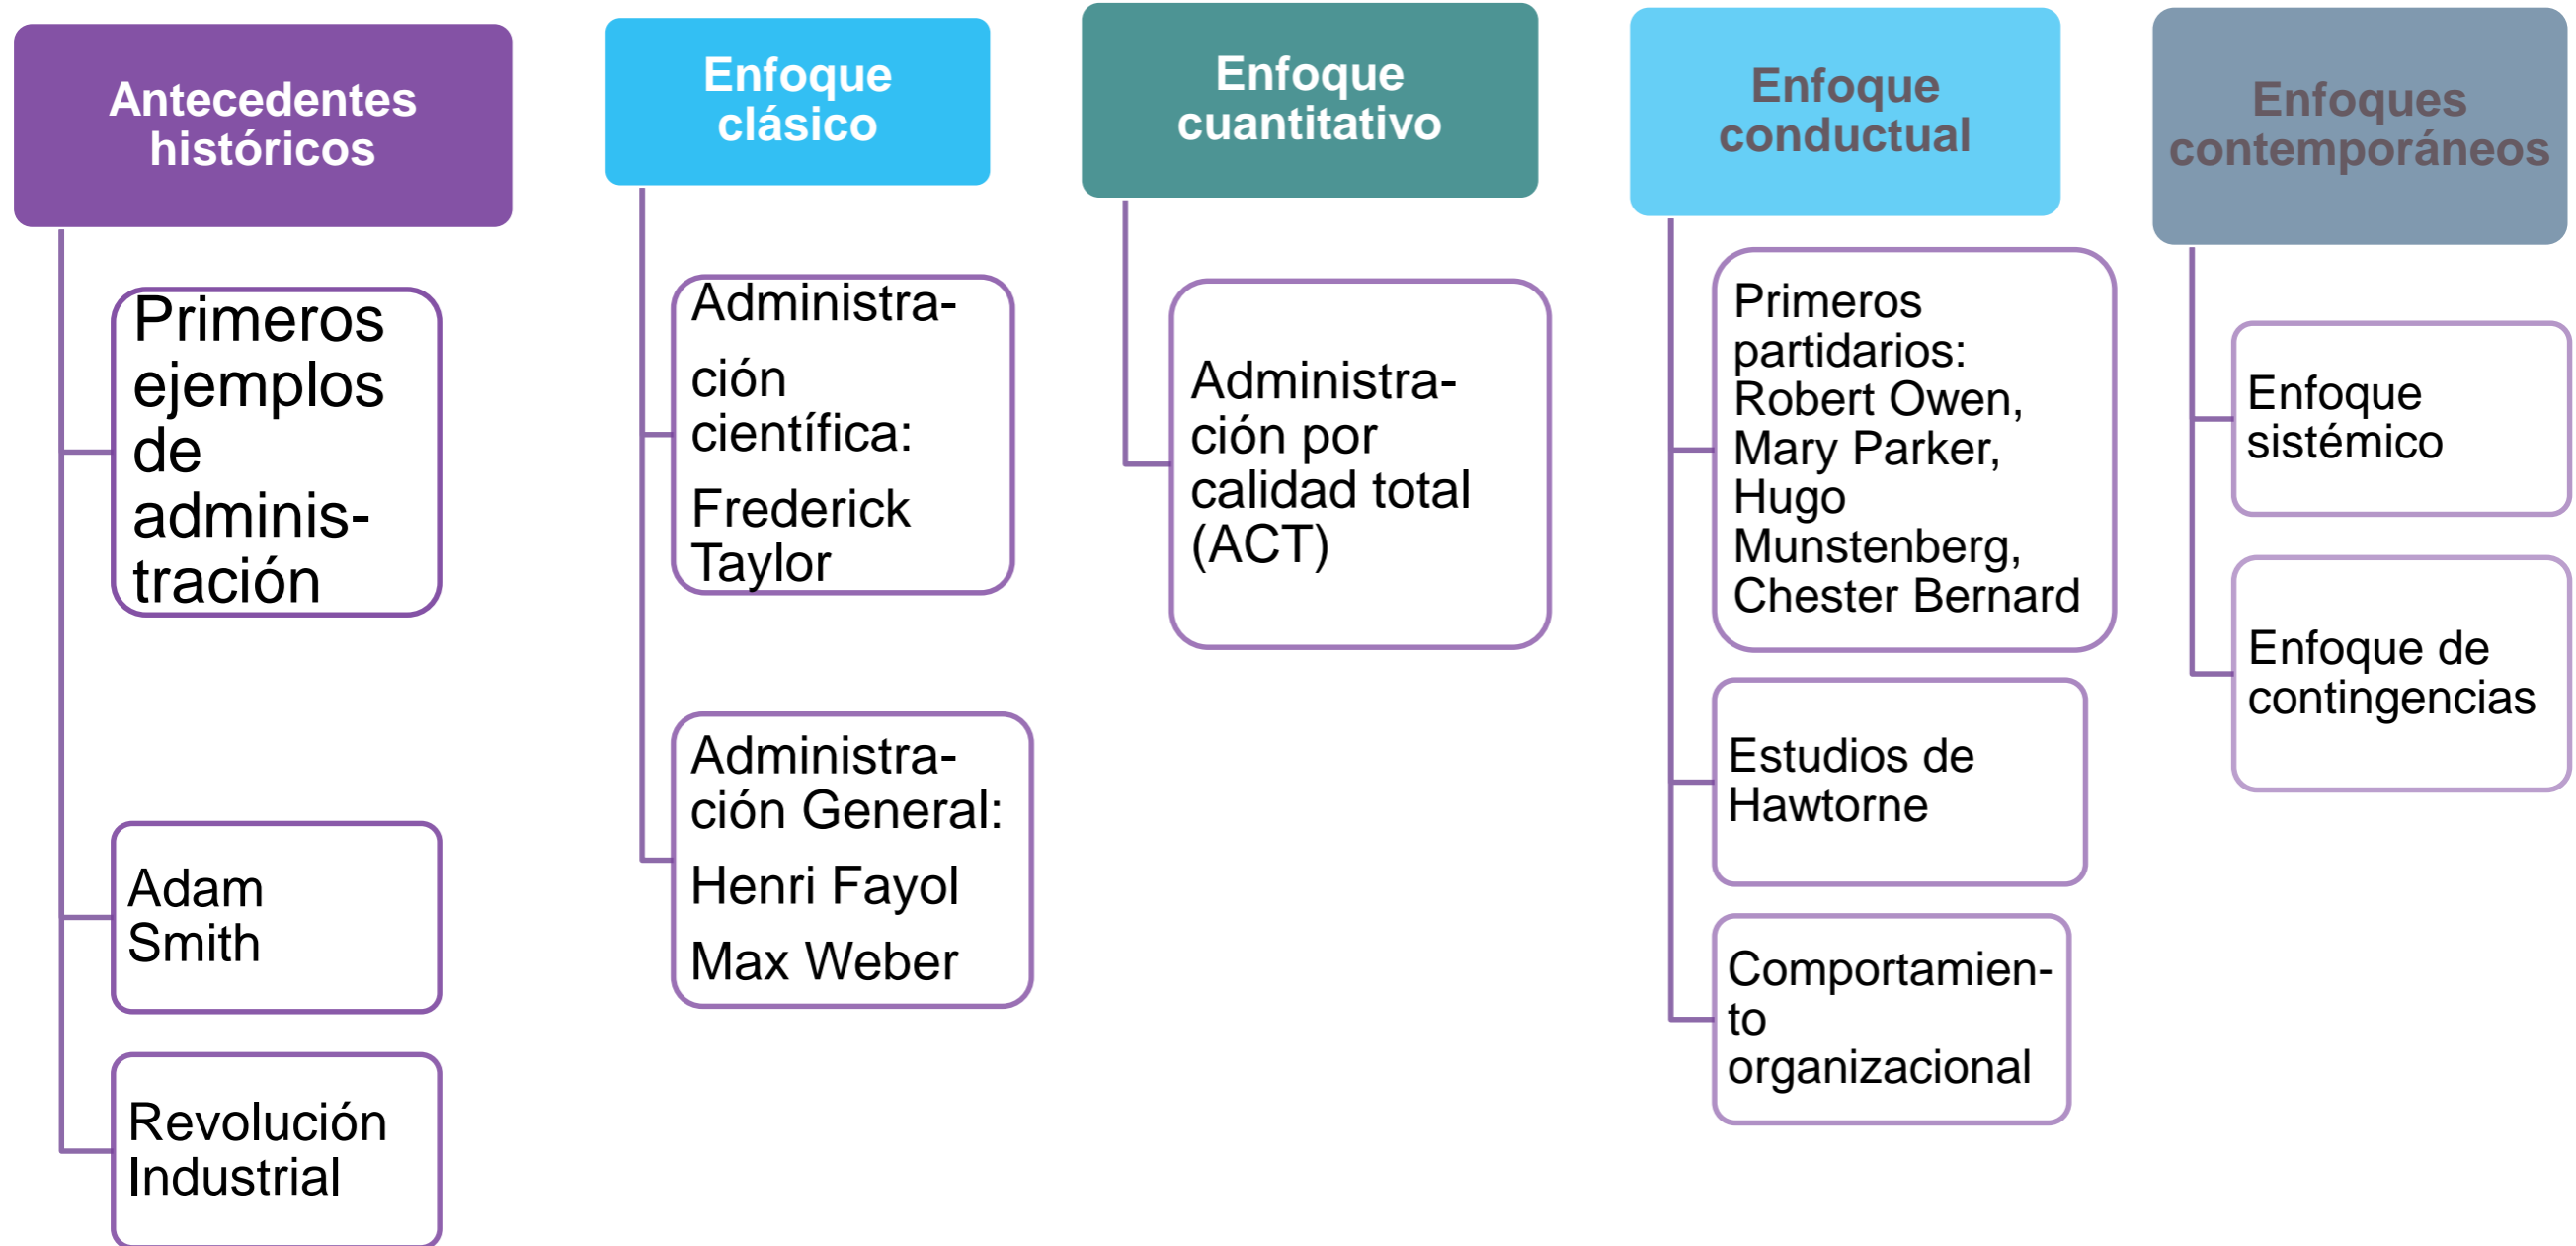 Antecedentes
históricos
Primeros
ejemplos
de
adminis-
tración
Adam
Smith
Revolución
Industrial
Enfoque
clásico
Administra-
ción
científica:
Frederick
Taylor
Administra-
ción General:
Henri Fayol
Max Weber
Enfoque
cuantitativo
Administra-
ción por
calidad total
(ACT)
Enfoque
conductual
Primeros
partidarios:
Robert Owen,
Mary Parker,
Hugo
Munstenberg,
Chester Bernard
Estudios de
Hawtorne
Comportamien-
to
organizacional
Enfoques
contemporáneos
Enfoque
sistémico
Enfoque de
contingencias